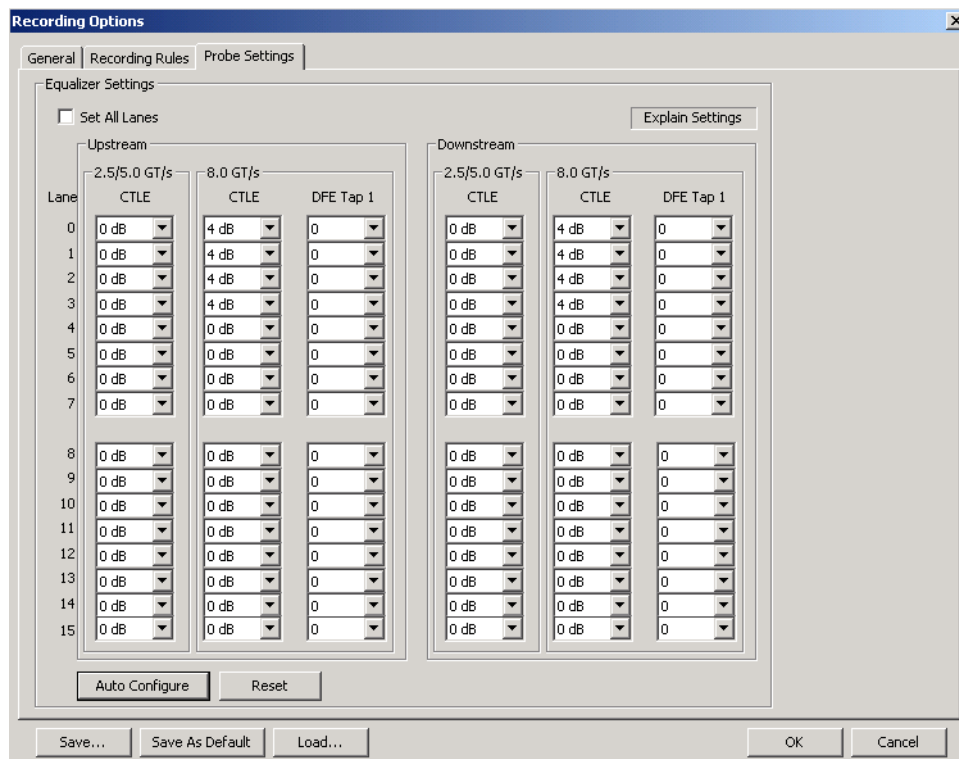 Recording Options
General Recording Rules Probe Settings
Equalizer Settings
Set All Lanes Explain Settings
Upstream Downstream
2.5/5.0 GT/s 8.0 GT/s 2.5/5.0 GT/s 8.0 GT/s
Lane CTLE CTLE DFE Tap 1 CTLE CTLE DFE Tap 1
0 0 dB 4 dB 0 0 dB 4 dB 0
1 0 dB 4 dB 0 0 dB 4 dB 0
2 0 dB 4 dB 0 0 dB 4 dB 0
3 0 dB 4 dB 0 0 dB 4 dB 0
4 0 dB 0 dB 0 0 dB 0 dB 0
5 0 dB 0 dB 0 0 dB 0 dB 0
6 0 dB 0 dB 0 0 dB 0 dB 0
7 0 dB 0 dB 0 0 dB 0 dB 0
8 0 dB 0 dB 0 0 dB 0 dB 0
9 0 dB 0 dB 0 0 dB 0 dB 0
10 0 dB 0 dB 0 0 dB 0 dB 0
11 0 dB 0 dB 0 0 dB 0 dB 0
12 0 dB 0 dB 0 0 dB 0 dB 0
13 0 dB 0 dB 0 0 dB 0 dB 0
14 0 dB 0 dB 0 0 dB 0 dB 0
15 0 dB 0 dB 0 0 dB 0 dB 0
Auto Configure Reset
Save... Save As Default Load... OK Cancel